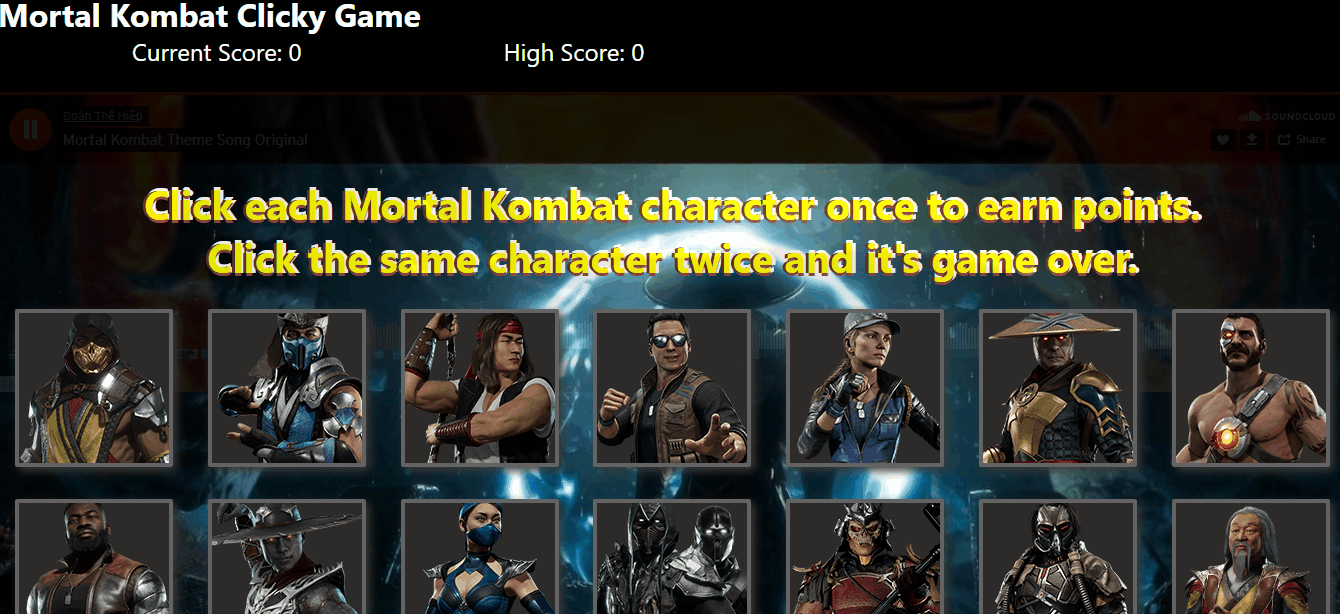 Mortal Kombat Clicky Game
Current Score: 0 High Score: 0
Đoàn Thế Hiệp
SOUNDCLOUD
Mortal Kombat Theme Song Original
Share
Click each Mortal Kombat character once to earn points.
Click the same character twice and it's game over.